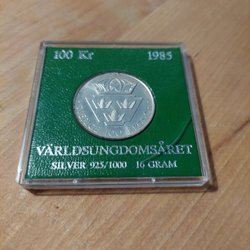 100 Kr 1985
VÄRLDSUNGDOMSÅRET
SILVER 925/1000 16 GRAM